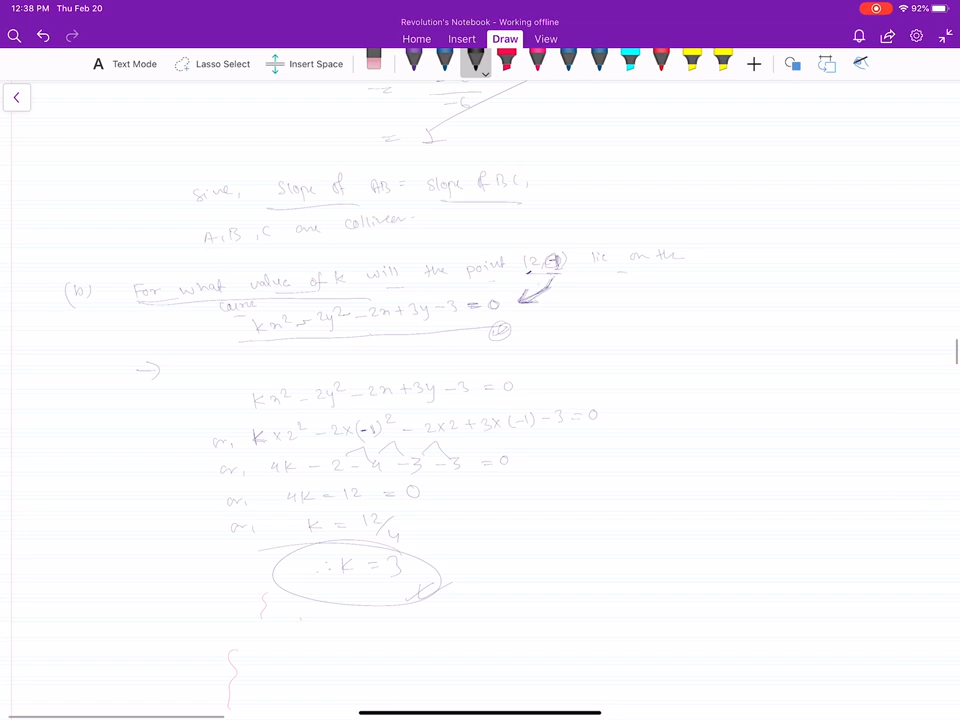 12:38 PM Thu Feb 20
92%
Revolution's Notebook - Working offline
Home Insert Draw View
A Text Mode Lasso Select Insert Space
-6
= 1
Sine, Slope of AB = Slope of BC,
A, B, C are collinear.
(b) For what value of k will the point (2,-1) lie on the
curve
kx² - 2y² - 2x + 3y - 3 = 0
→
kx² - 2y² - 2x + 3y - 3 = 0
or, k × 2² - 2×(-1)² - 2×2 + 3×(-1) - 3 = 0
or, 4k - 2 - 4 - 3 - 3 = 0
or, 4k - 12 = 0
or, k = 12/4
∴ k = 3